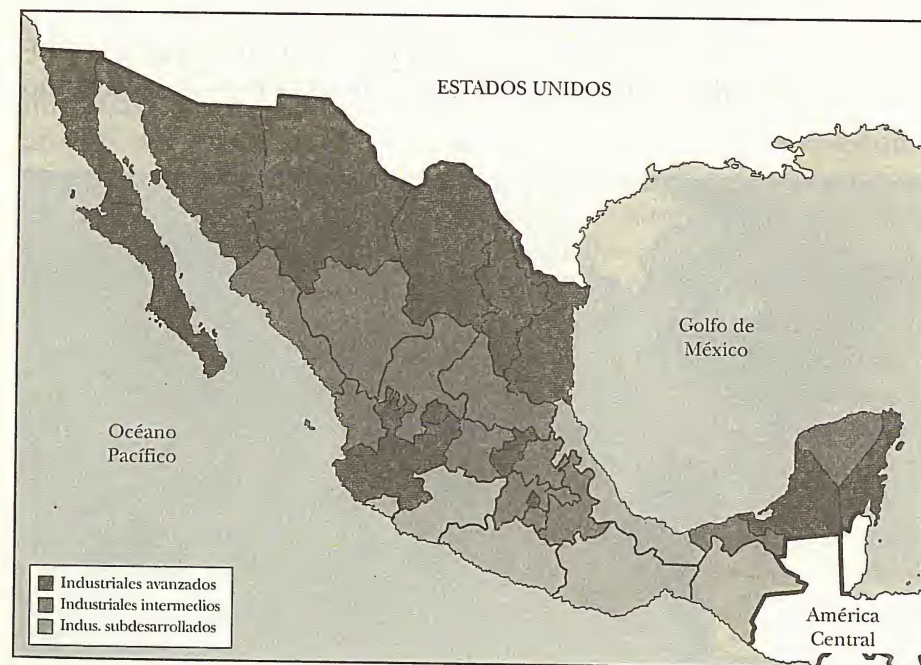 ESTADOS UNIDOS
Golfo de
México
Océano
Pacífico
Industriales avanzados
Industriales intermedios
Indus. subdesarrollados
América
Central